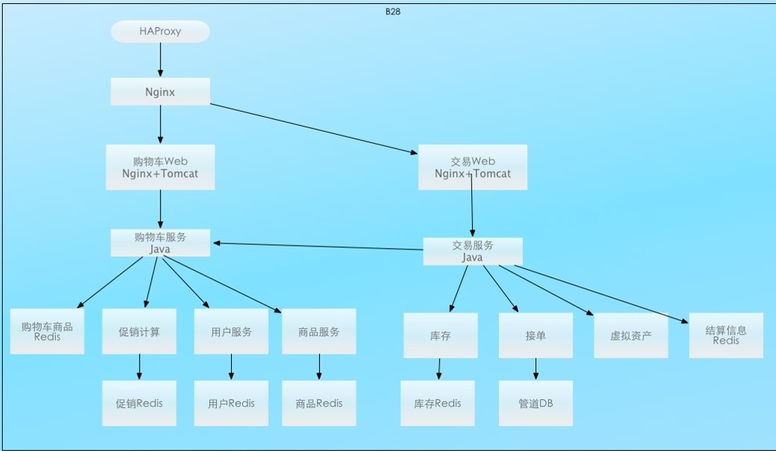 B28
HAProxy
Nginx
购物车Web
Nginx+Tomcat
交易Web
Nginx+Tomcat
购物车服务
Java
交易服务
Java
购物车商品
Redis
促销计算
用户服务
商品服务
库存
接单
虚拟资产
结算信息
Redis
促销Redis
用户Redis
商品Redis
库存Redis
管道DB